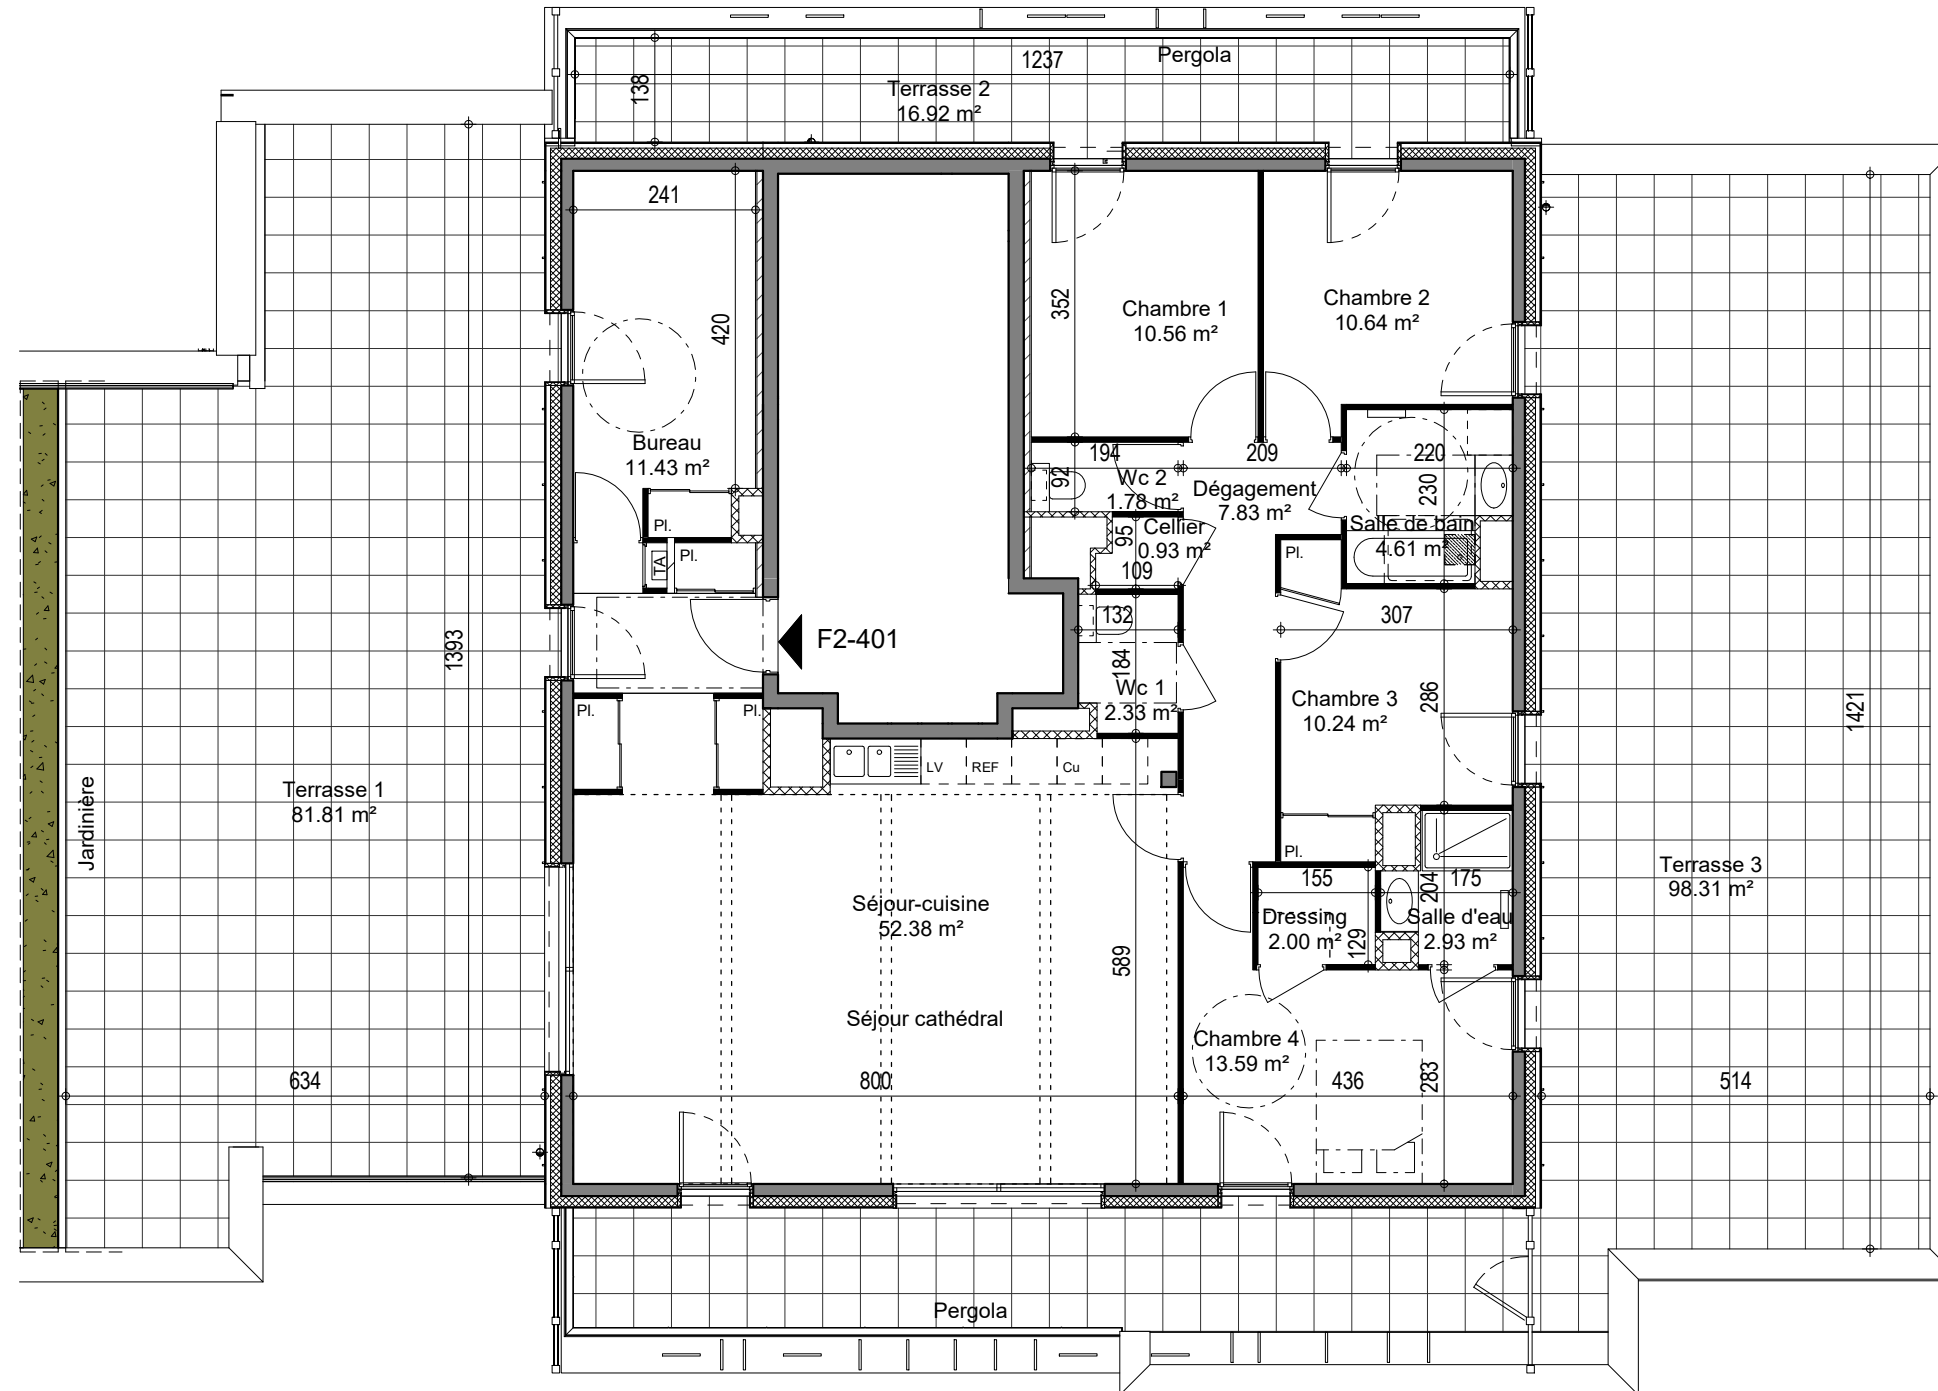 Pergola
1237
138
Terrasse 2
16.92 m²
241
420
352
Chambre 1
10.56 m²
Chambre 2
10.64 m²
Bureau
11.43 m²
194
209
220
92
Wc 2
1.78 m²
Dégagement
7.83 m²
230
Salle de bain
4.61 m²
Pl.
95
Cellier
0.93 m²
109
TA
Pl.
Pl.
132
307
F2-401
1393
184
Wc 1
2.33 m²
Chambre 3
10.24 m²
286
1421
Pl.
Pl.
LV
REF
Cu
Jardinière
Terrasse 1
81.81 m²
Pl.
Terrasse 3
98.31 m²
155
204
175
Séjour-cuisine
52.38 m²
Dressing
2.00 m²
129
Salle d'eau
2.93 m²
589
Séjour cathédral
Chambre 4
13.59 m²
634
800
436
283
514
Pergola